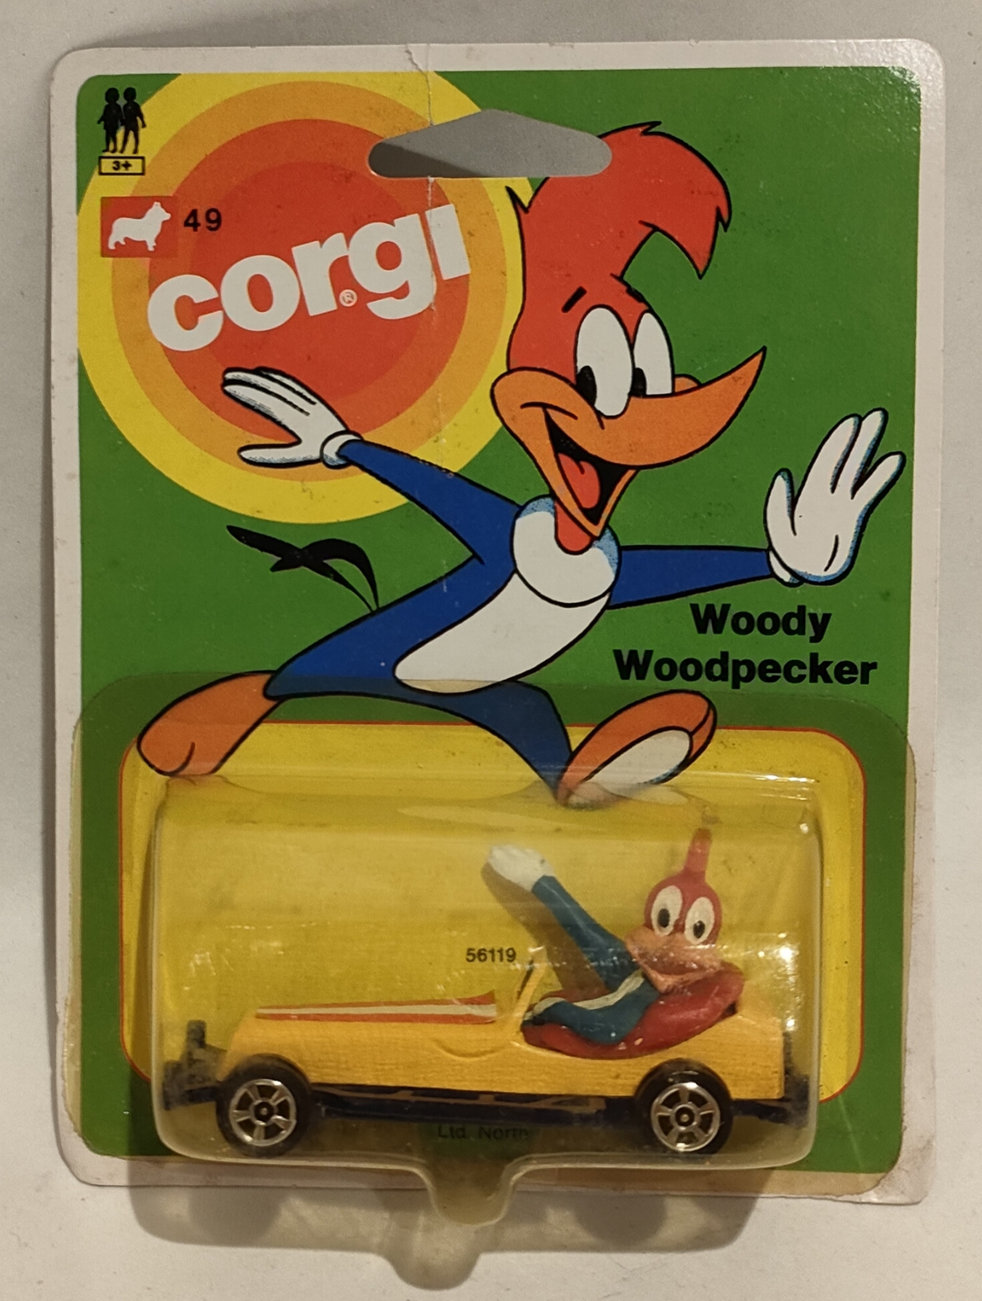 3+
49
corgi
®
Woody
Woodpecker
56119
Ltd. North